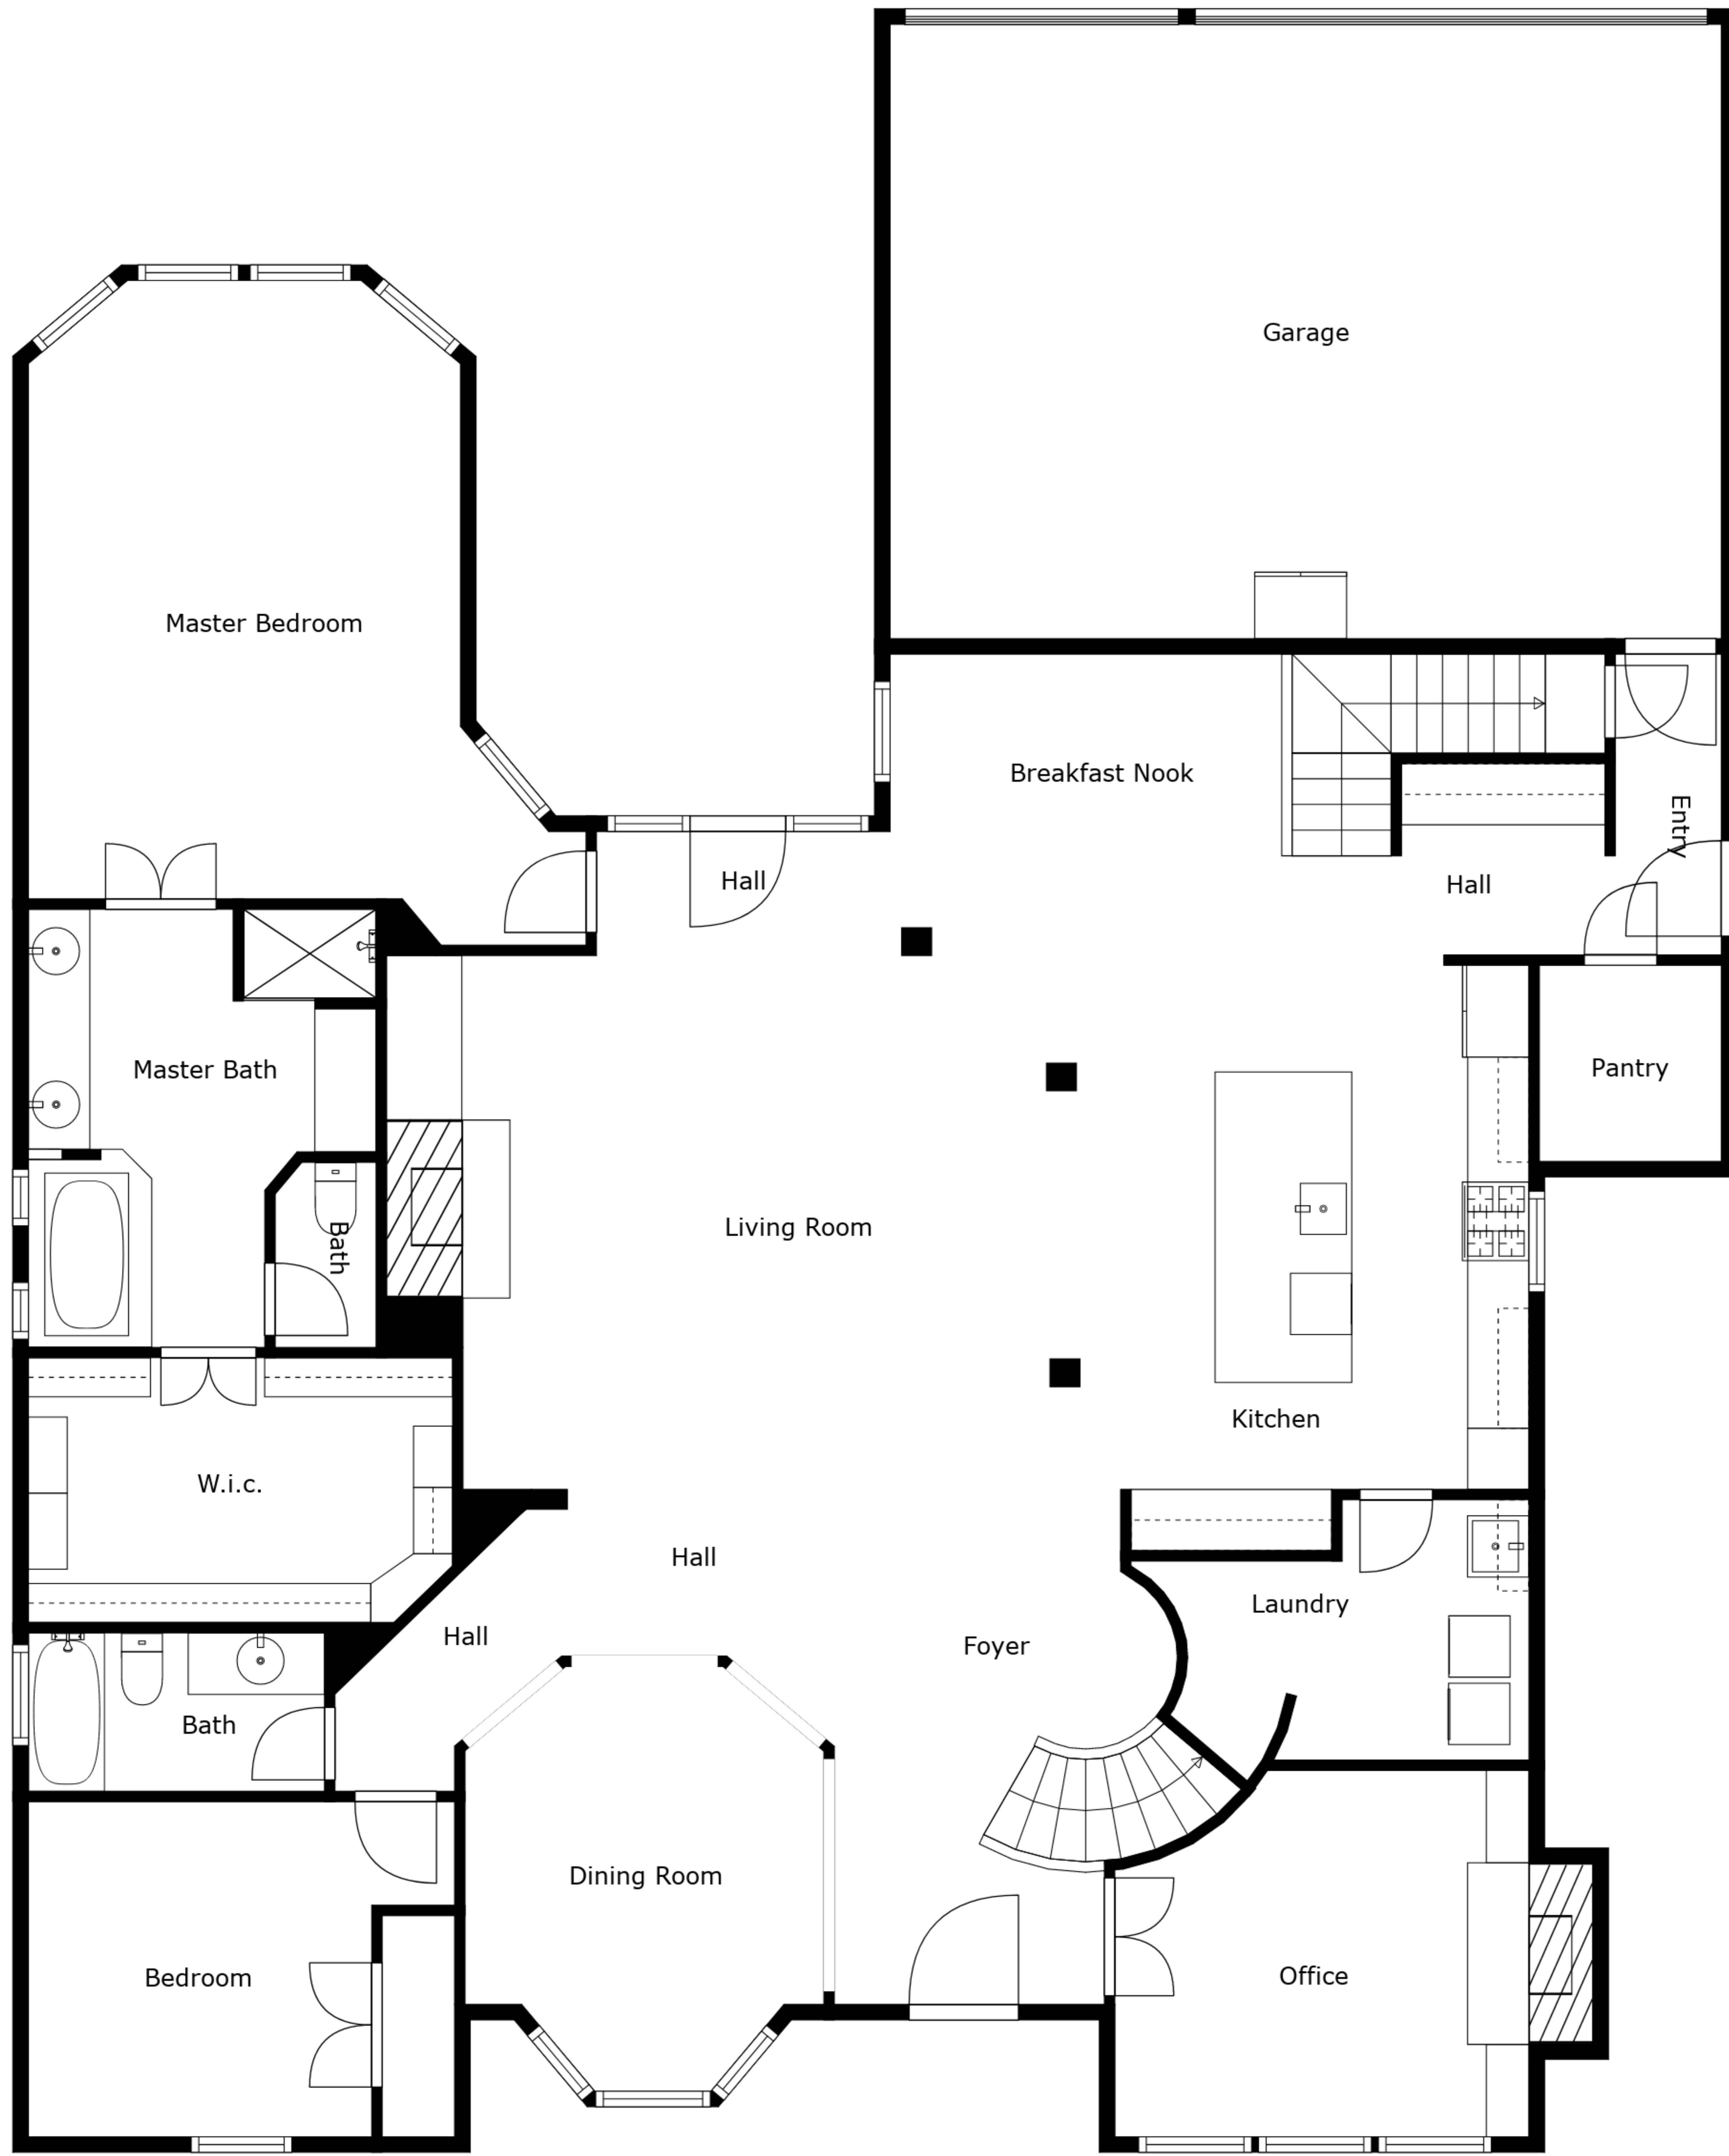 Garage
Master Bedroom
Breakfast Nook
Entry
Hall
Hall
Master Bath
Pantry
Living Room
Bath
Kitchen
W.i.c.
Hall
Laundry
Hall
Foyer
Bath
Dining Room
Bedroom
Office